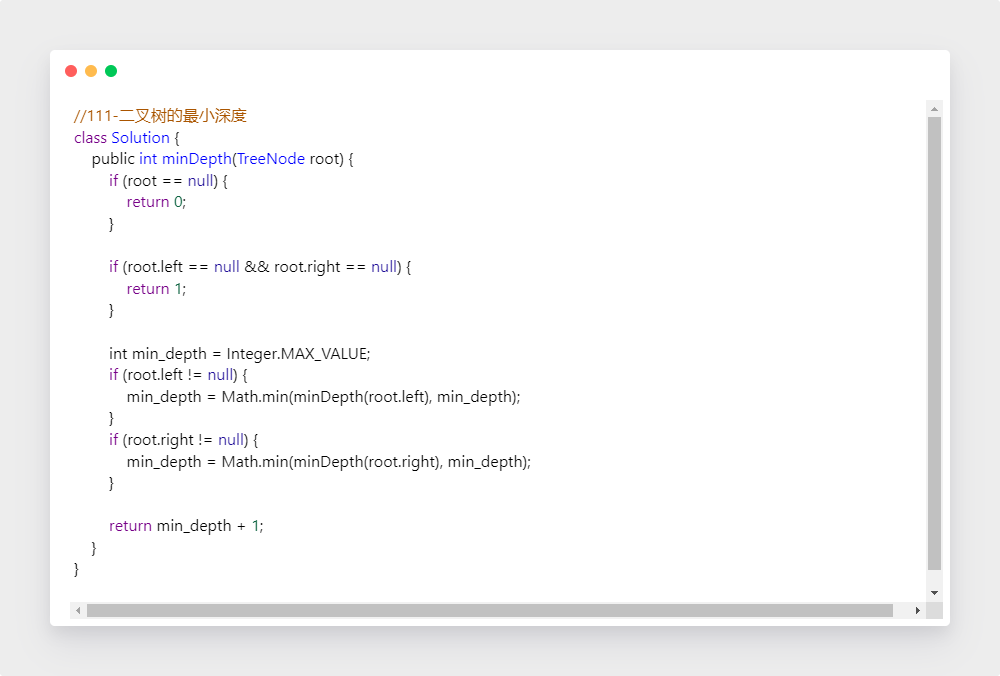 //111-二叉树的最小深度
class Solution {
    public int minDepth(TreeNode root) {
        if (root == null) {
            return 0;
        }

        if (root.left == null && root.right == null) {
            return 1;
        }

        int min_depth = Integer.MAX_VALUE;
        if (root.left != null) {
            min_depth = Math.min(minDepth(root.left), min_depth);
        }
        if (root.right != null) {
            min_depth = Math.min(minDepth(root.right), min_depth);
        }

        return min_depth + 1;
    }
}